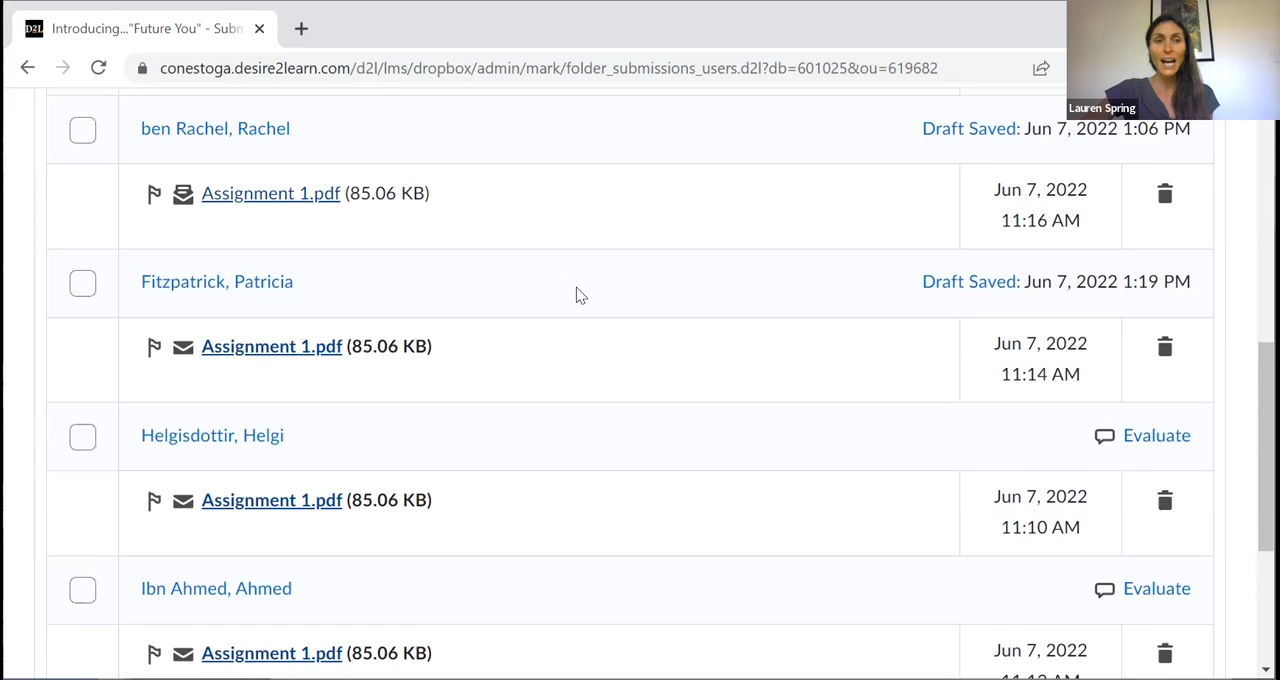 D2L Introducing..."Future You" - Subm
conestoga.desire2learn.com/d2l/lms/dropbox/admin/mark/folder_submissions_users.d2l?db=601025&ou=619682
Lauren Spring
ben Rachel, Rachel
Draft Saved: Jun 7, 2022 1:06 PM
Assignment 1.pdf (85.06 KB)
Jun 7, 2022
11:16 AM
Fitzpatrick, Patricia
Draft Saved: Jun 7, 2022 1:19 PM
Assignment 1.pdf (85.06 KB)
Jun 7, 2022
11:14 AM
Helgisdottir, Helgi
Evaluate
Assignment 1.pdf (85.06 KB)
Jun 7, 2022
11:10 AM
Ibn Ahmed, Ahmed
Evaluate
Assignment 1.pdf (85.06 KB)
Jun 7, 2022